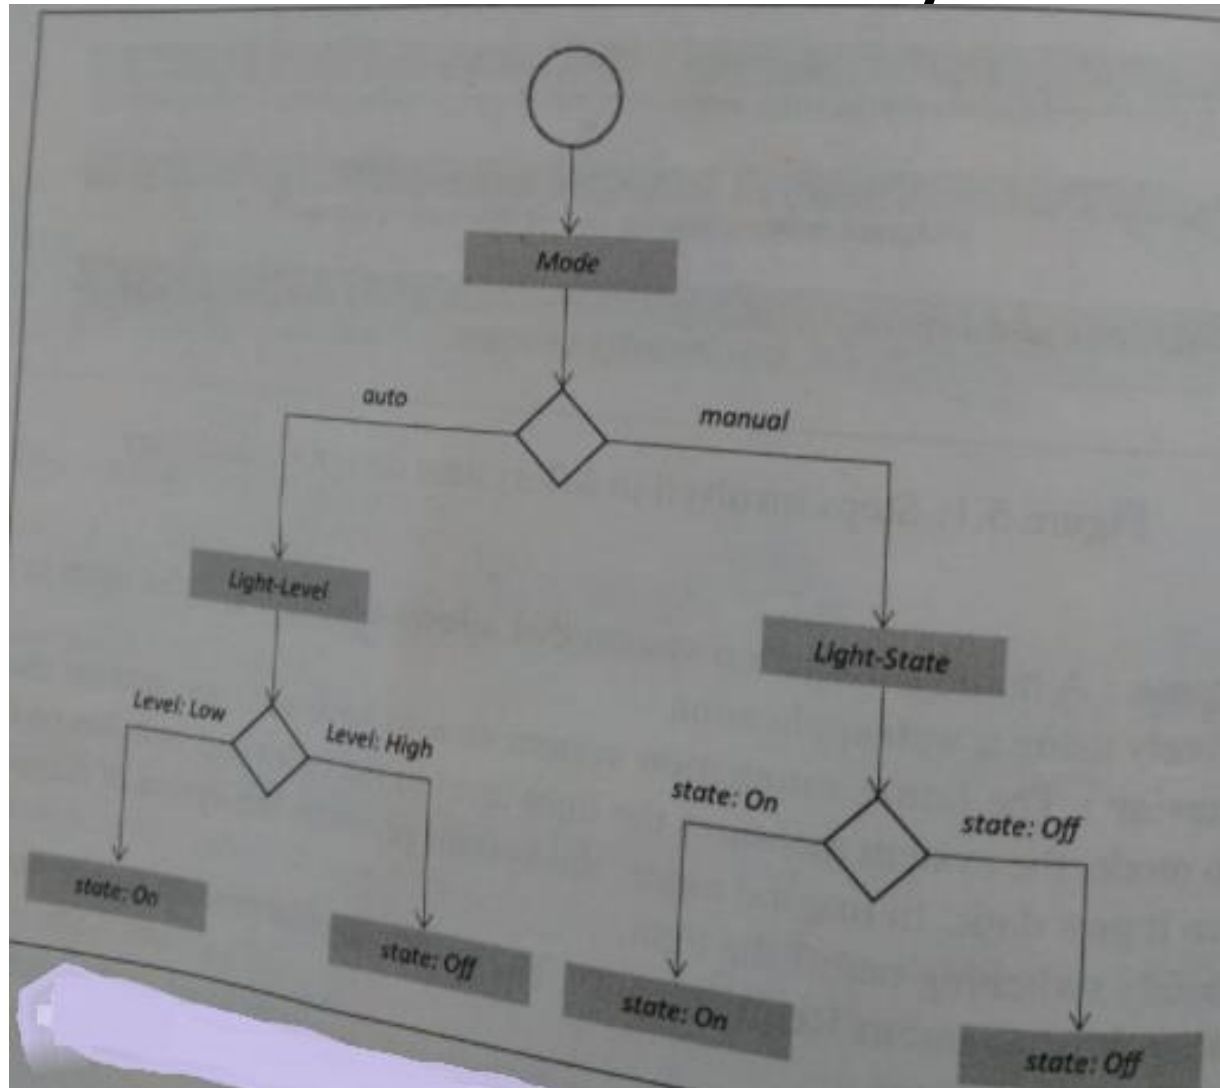 Mode
auto
manual
Light-Level
Light-State
Level: Low
Level: High
state: On
state: Off
state: On
state: Off
state: On
state: Off